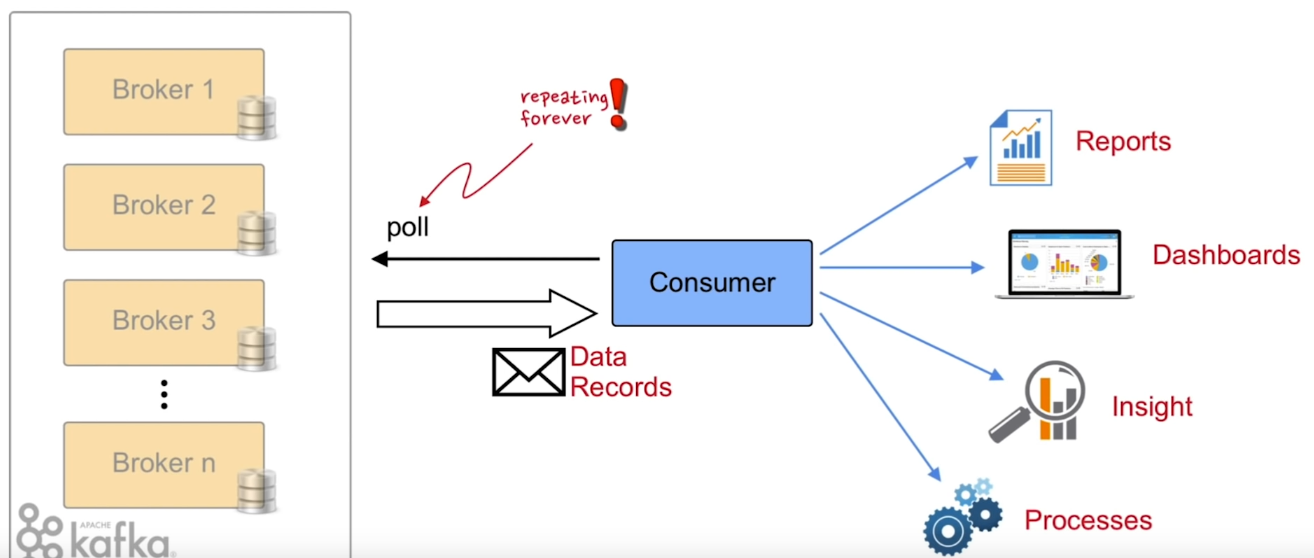 Broker 1
Broker 2
Broker 3
Broker n
APACHE
kafka
repeating
forever
poll
Consumer
Data
Records
Reports
Dashboards
Insight
Processes